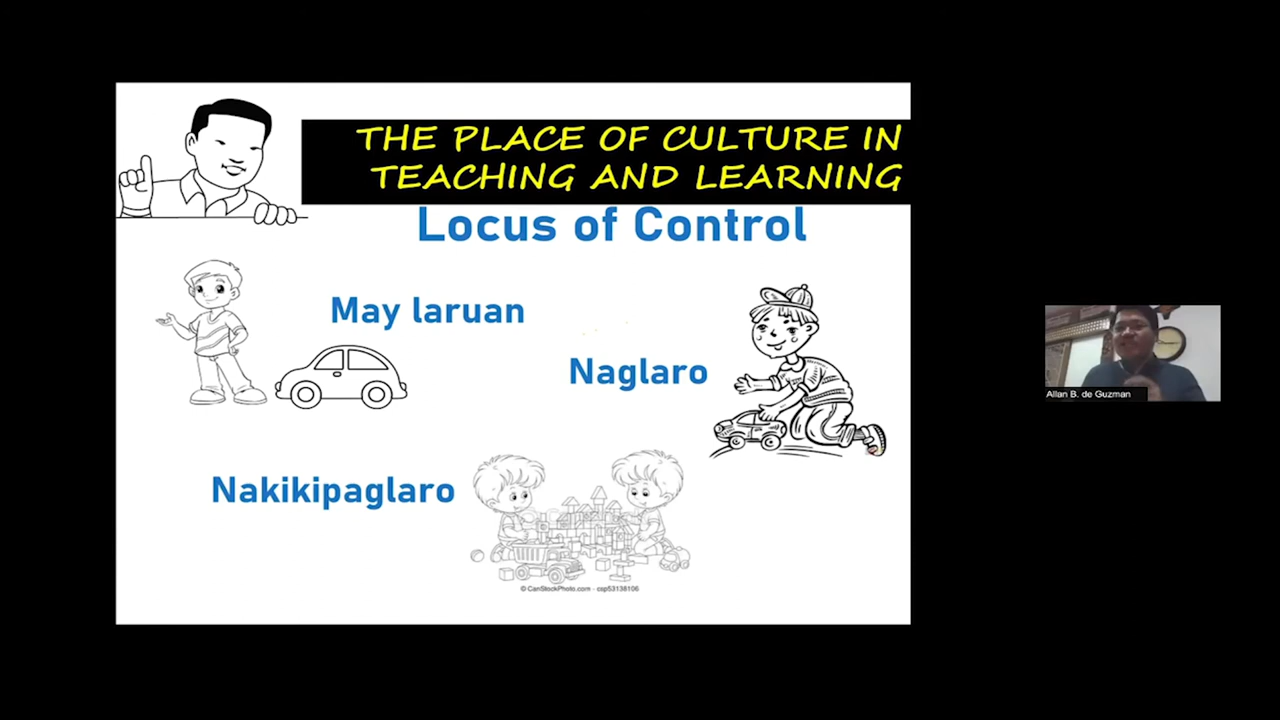 THE PLACE OF CULTURE IN
TEACHING AND LEARNING
Locus of Control
May laruan
Naglaro
Nakikipaglaro
© CanStockPhoto.com - csp53138106
Allan B. de Guzman